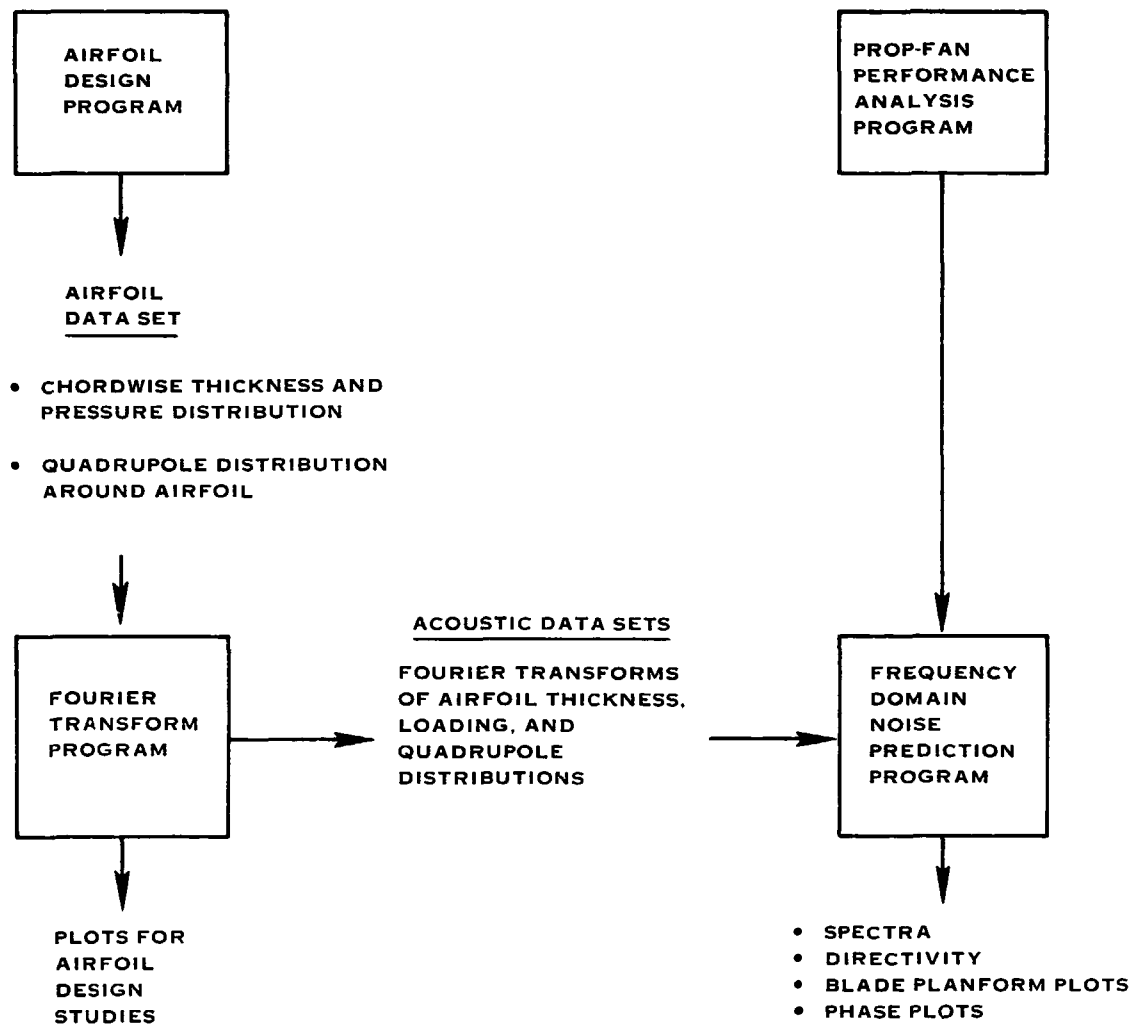 AIRFOIL
DESIGN
PROGRAM
PROP-FAN
PERFORMANCE
ANALYSIS
PROGRAM
AIRFOIL
DATA SET
• CHORDWISE THICKNESS AND
PRESSURE DISTRIBUTION
• QUADRUPOLE DISTRIBUTION
AROUND AIRFOIL
FOURIER
TRANSFORM
PROGRAM
ACOUSTIC DATA SETS
FOURIER TRANSFORMS
OF AIRFOIL THICKNESS,
LOADING, AND
QUADRUPOLE
DISTRIBUTIONS
FREQUENCY
DOMAIN
NOISE
PREDICTION
PROGRAM
PLOTS FOR
AIRFOIL
DESIGN
STUDIES
• SPECTRA
• DIRECTIVITY
• BLADE PLANFORM PLOTS
• PHASE PLOTS